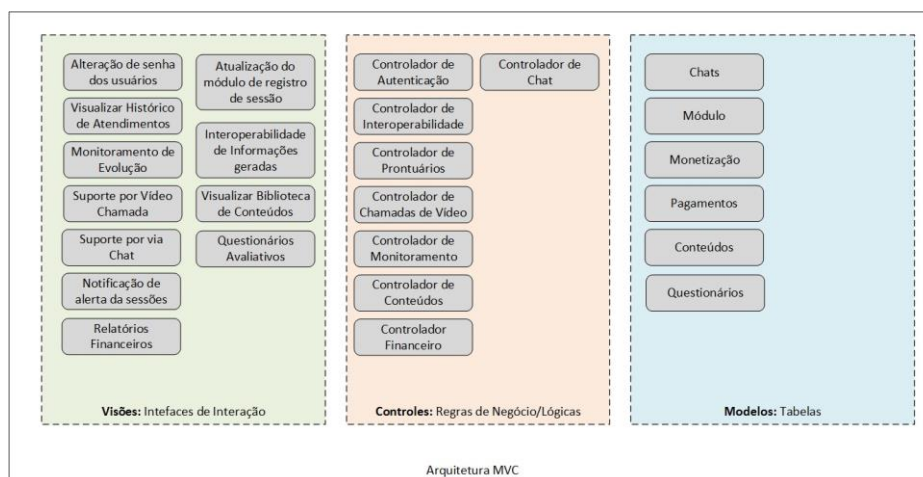 Alteração de senha
dos usuários
Visualizar Histórico
de Atendimentos
Monitoramento de
Evolução
Suporte por Vídeo
Chamada
Suporte por via
Chat
Notificação de
alerta da sessões
Relatórios
Financeiros
Atualização do
módulo de registro
de sessão
Interoperabilidade
de Informações
geradas
Visualizar Biblioteca
de Conteúdos
Questionários
Avaliativos
Visões: Intefaces de Interação
Controlador de
Autenticação
Controlador de
Interoperabilidade
Controlador de
Prontuários
Controlador de
Chamadas de Vídeo
Controlador de
Monitoramento
Controlador de
Conteúdos
Controlador
Financeiro
Controlador de
Chat
Controles: Regras de Negócio/Lógicas
Chats
Módulo
Monetização
Pagamentos
Conteúdos
Questionários
Modelos: Tabelas
Arquitetura MVC